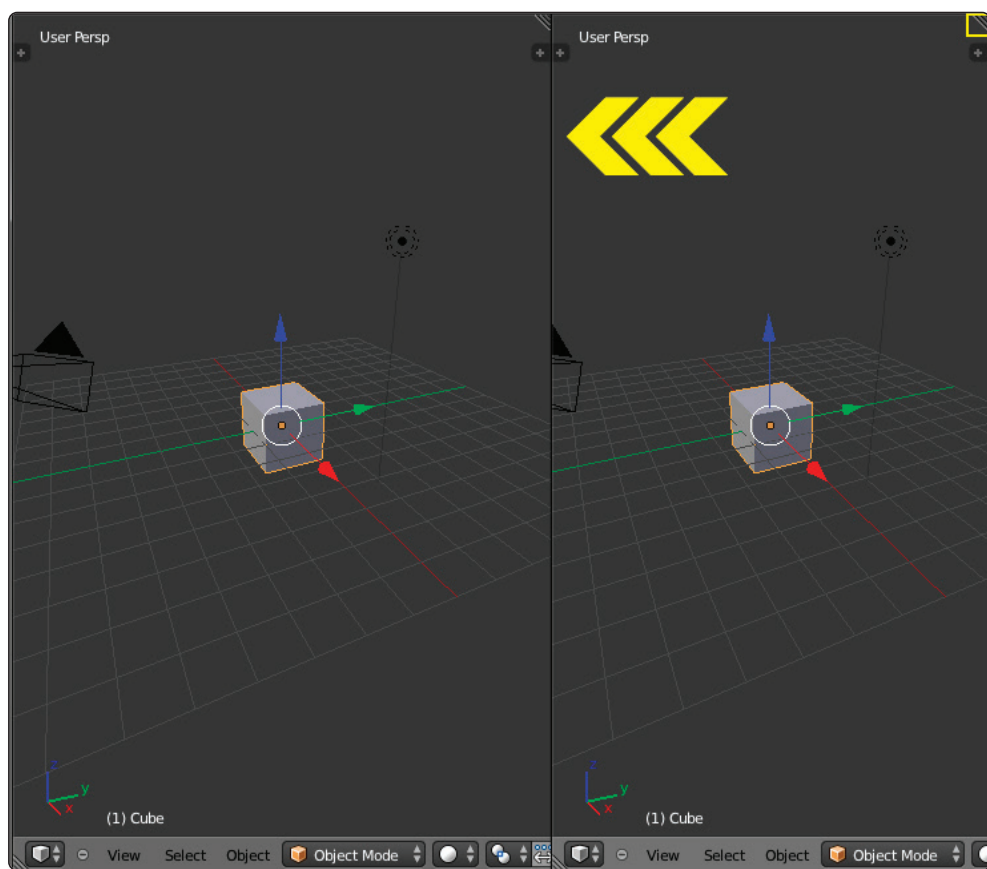 User Persp
User Persp
z
y
x
(1) Cube
z
y
x
(1) Cube
View Select Object Object Mode
View Select Object Object Mode